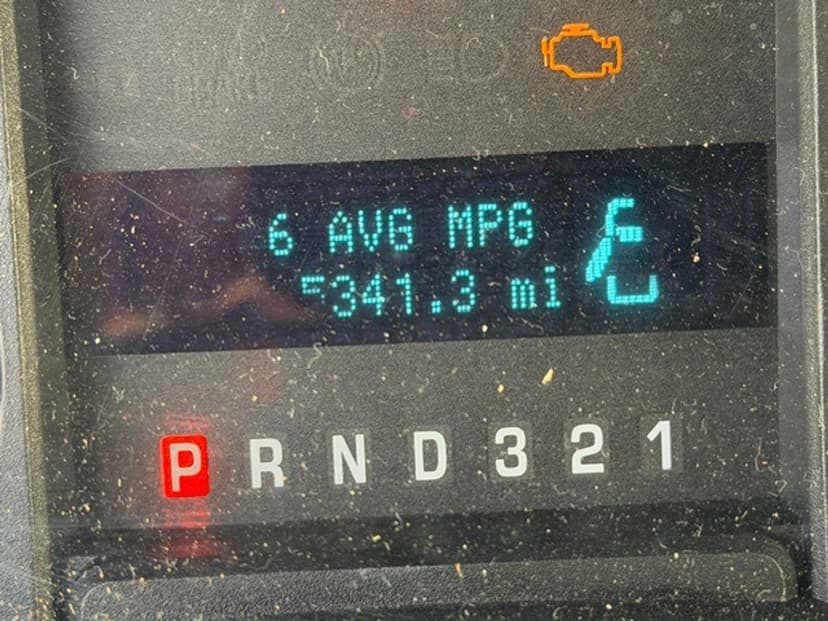 6 AVG MPG
341.3 mi
P R N D 3 2 1